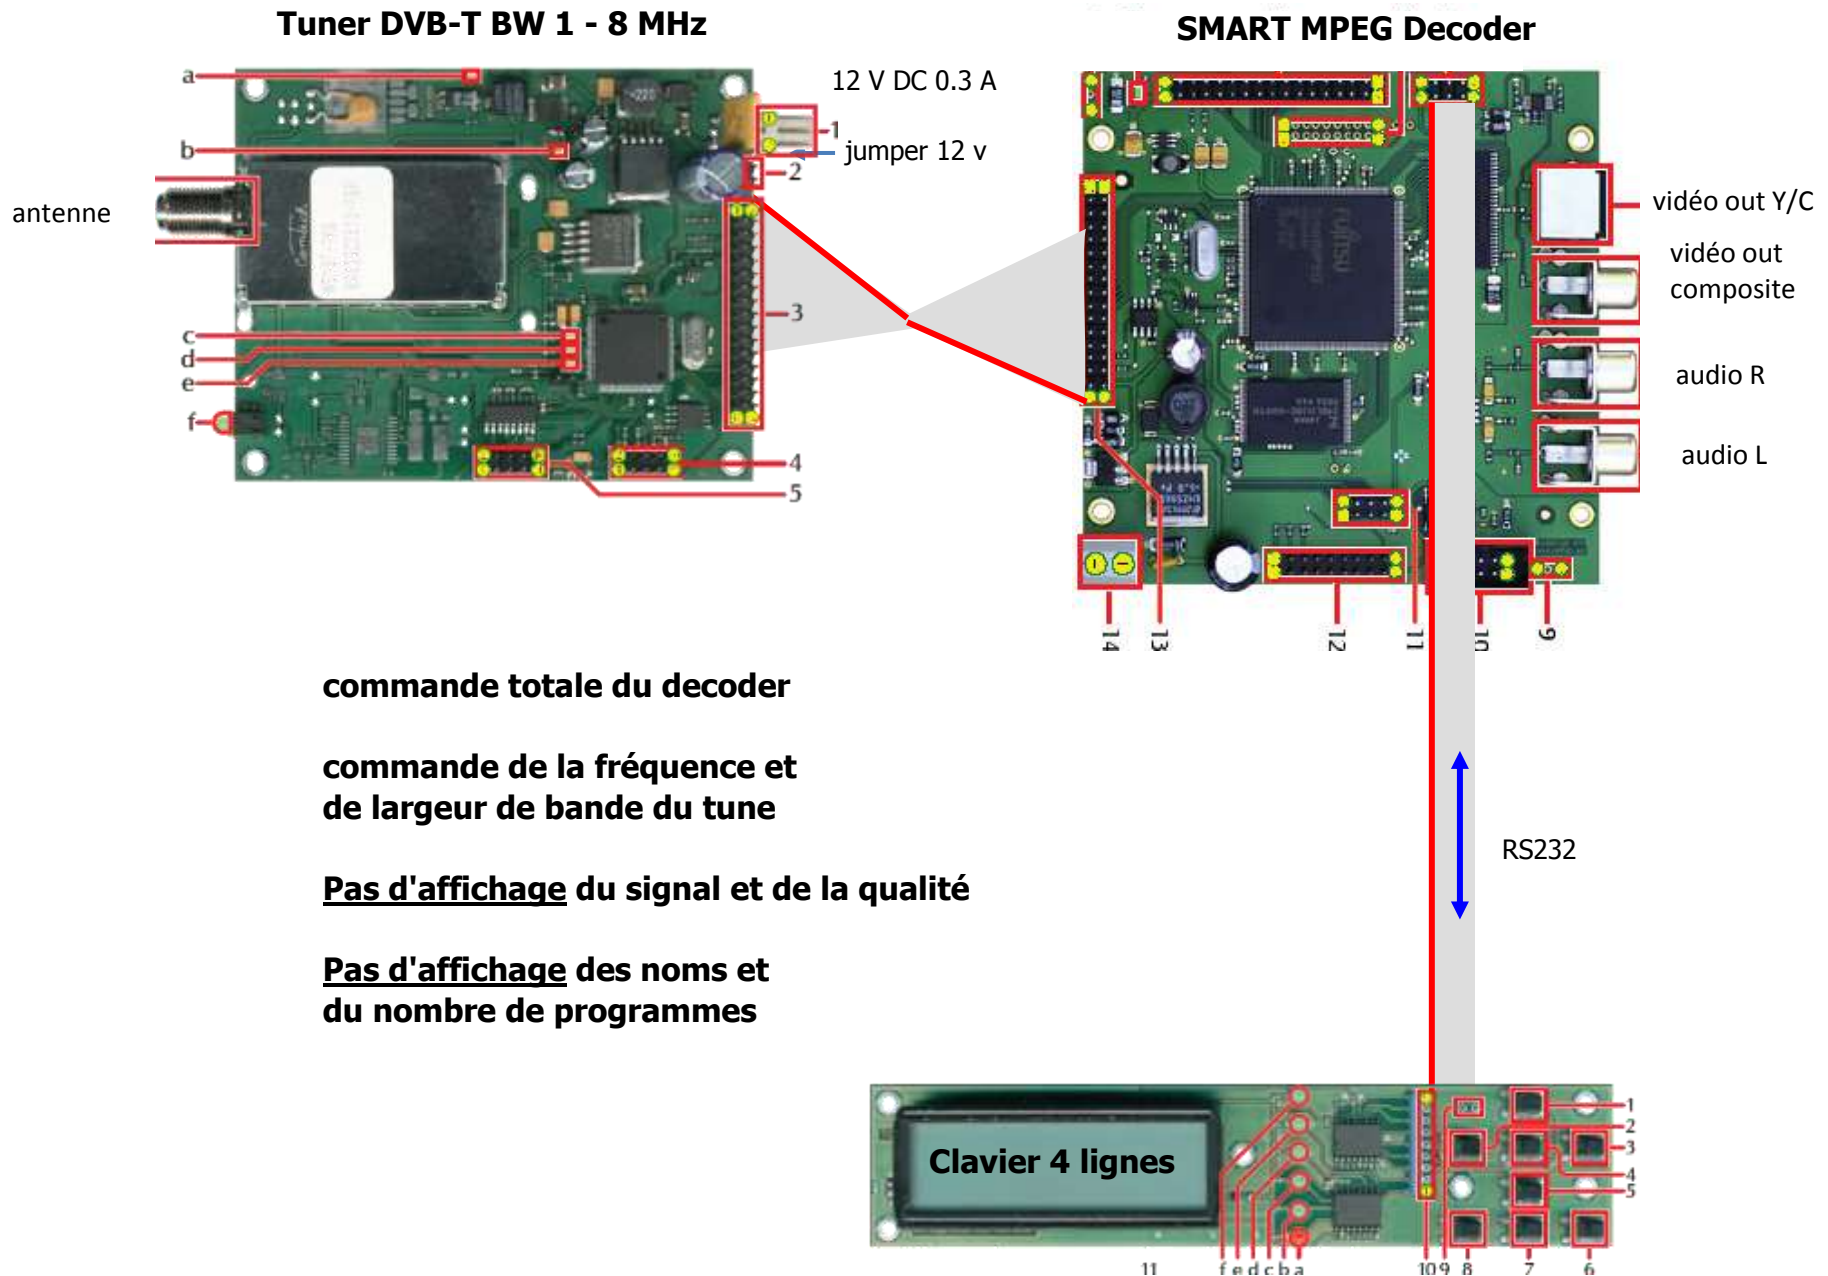 Tuner DVB-T BW 1 - 8 MHz
SMART MPEG Decoder
12 V DC 0.3 A
jumper 12 v
antenne
a
b
c
d
e
f
1
2
3
4
5
-220
FUJITSU
vidéo out Y/C
vidéo out
composite
audio R
audio L
14
13
12
11
10
9
commande totale du decoder
commande de la fréquence et
de largeur de bande du tune
Pas d'affichage du signal et de la qualité
Pas d'affichage des noms et
du nombre de programmes
RS232
Clavier 4 lignes
1
2
3
4
5
11
f e d c b a
10 9 8 7 6